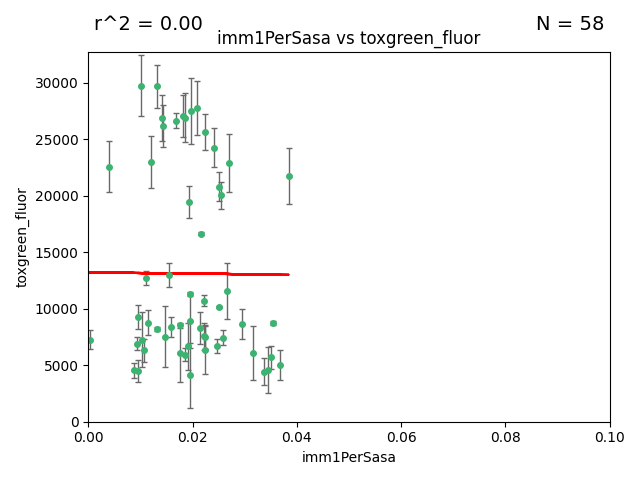 r^2 = 0.00
N = 58
imm1PerSasa vs toxgreen_fluor
30000
25000
20000
15000
10000
5000
0
toxgreen_fluor
0.00 0.02 0.04 0.06 0.08 0.10
imm1PerSasa